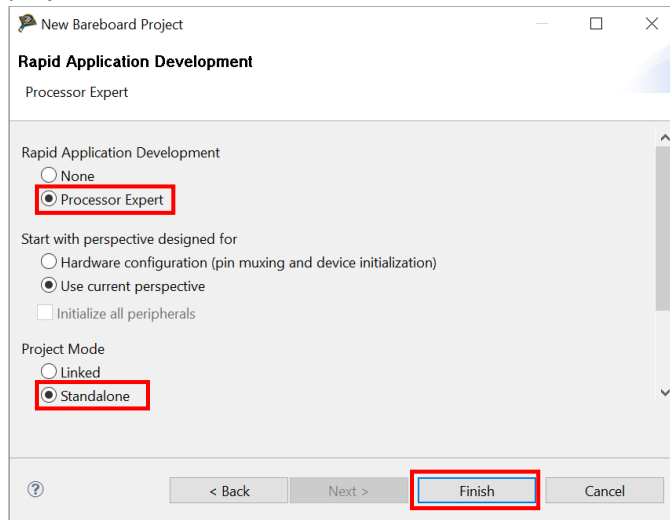 New Bareboard Project
Rapid Application Development
Processor Expert
Rapid Application Development
None
Processor Expert
Start with perspective designed for
Hardware configuration (pin muxing and device initialization)
Use current perspective
Initialize all peripherals
Project Mode
Linked
Standalone
? < Back Next > Finish Cancel